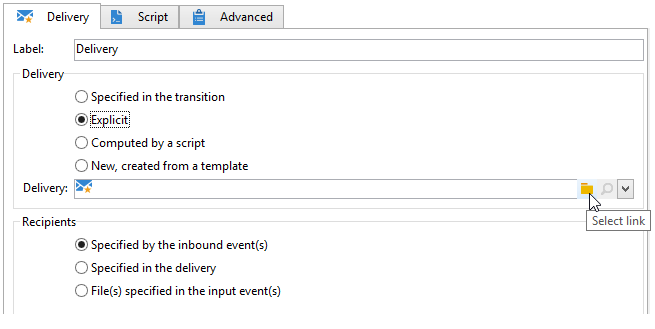 Delivery Script Advanced
Label: Delivery
Delivery
Specified in the transition
Explicit
Computed by a script
New, created from a template
Delivery:
Select link
Recipients
Specified by the inbound event(s)
Specified in the delivery
File(s) specified in the input event(s)